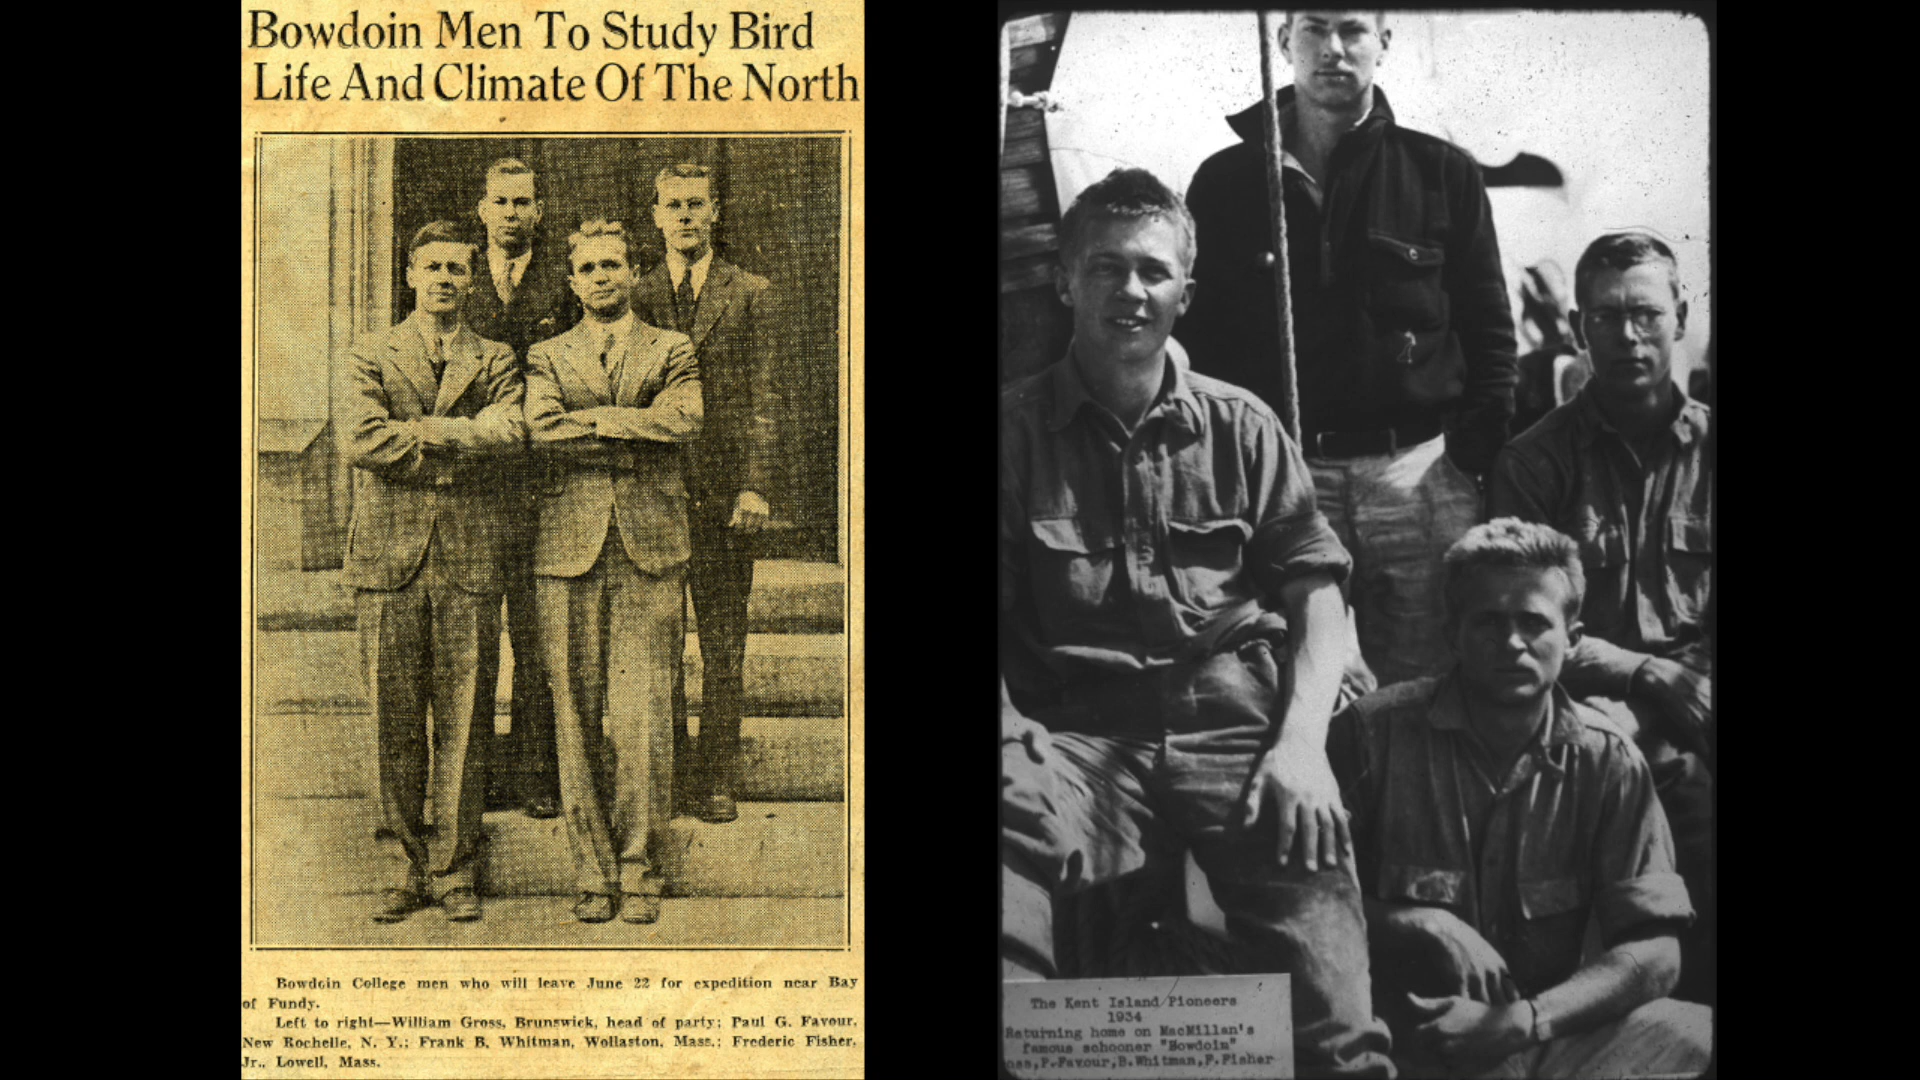 Bowdoin Men To Study Bird
Life And Climate Of The North
Bowdoin College men who will leave June 22 for expedition near Bay
of Fundy.
Left to right—William Gross, Brunswick, head of party; Paul G. Favour,
New Rochelle, N. Y.; Frank B. Whitman, Wollaston, Mass.; Frederic Fisher,
Jr., Lowell, Mass.
The Kent Island Pioneers
1934
Returning home on MacMillan's
famous schooner "Bowdoin"
oss,P.Favour,B.Whitman,F.Fisher